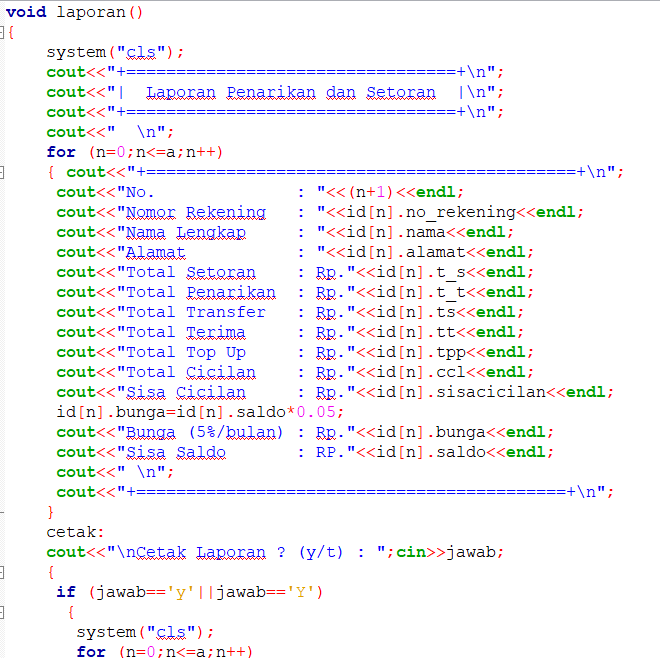 void laporan()
{
    system("cls");
    cout<<"+=================================+\n";
    cout<<"|  Laporan Penarikan dan Setoran  |\n";
    cout<<"+=================================+\n";
    cout<<"  \n";
    for (n=0;n<=a;n++)
    { cout<<"+===========================================+\n";
     cout<<"No.              : "<<(n+1)<<endl;
     cout<<"Nomor Rekening   : "<<id[n].no_rekening<<endl;
     cout<<"Nama Lengkap     : "<<id[n].nama<<endl;
     cout<<"Alamat           : "<<id[n].alamat<<endl;
     cout<<"Total Setoran    : Rp."<<id[n].t_s<<endl;
     cout<<"Total Penarikan  : Rp."<<id[n].t_t<<endl;
     cout<<"Total Transfer   : Rp."<<id[n].ts<<endl;
     cout<<"Total Terima     : Rp."<<id[n].tt<<endl;
     cout<<"Total Top Up     : Rp."<<id[n].tpp<<endl;
     cout<<"Total Cicilan    : Rp."<<id[n].ccl<<endl;
     cout<<"Sisa Cicilan     : Rp."<<id[n].sisacicilan<<endl;
     id[n].bunga=id[n].saldo*0.05;
     cout<<"Bunga (5%/bulan) : Rp."<<id[n].bunga<<endl;
     cout<<"Sisa Saldo       : RP."<<id[n].saldo<<endl;
     cout<<" \n";
     cout<<"+===========================================+\n";
    }
    cetak:
    cout<<"\nCetak Laporan ? (y/t) : ";cin>>jawab;
    {
     if (jawab=='y'||jawab=='Y')
      {
       system("cls");
       for (n=0;n<=a;n++)